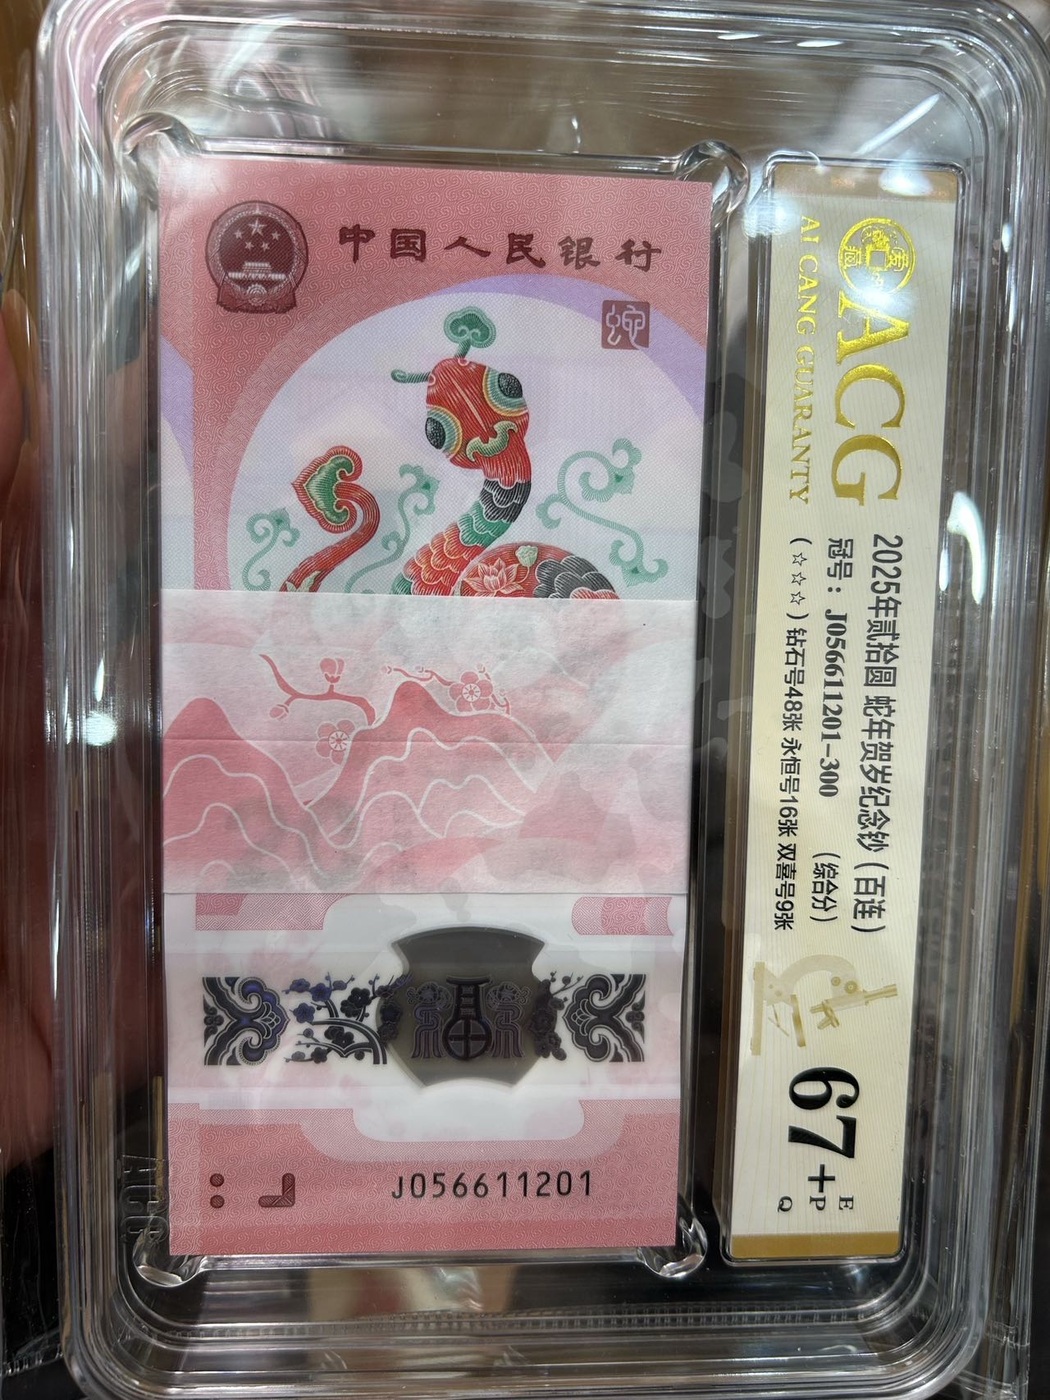 中国人民银行
J056611201
ACG
AI CANG GUARANTY
2025年贰拾圆 蛇年贺岁纪念钞（百连）
冠号：J056611201-300 （综合分）
（☆☆☆）钻石号48张 永恒号16张 双喜号9张
67+
E
P
Q